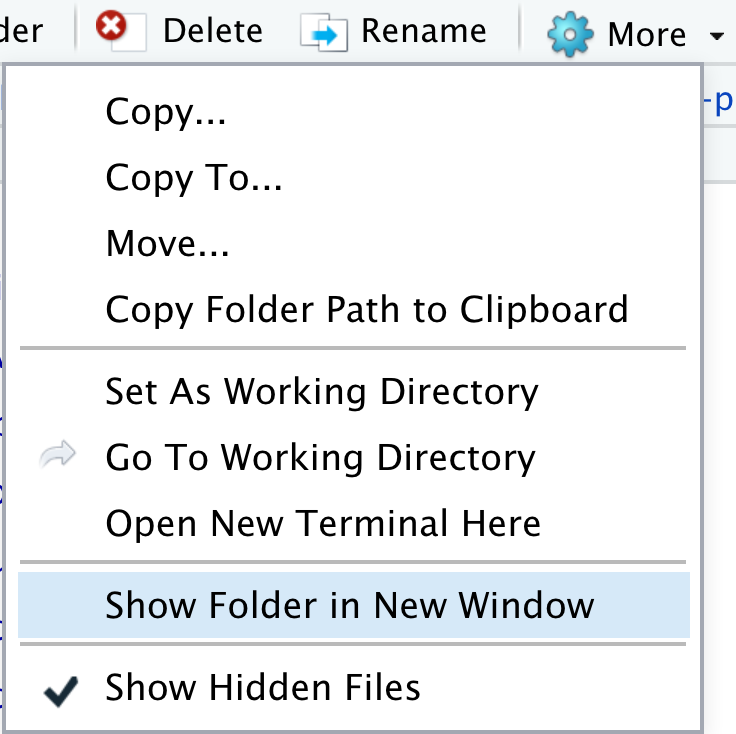 der Delete Rename More
-p
Copy...
Copy To...
Move...
Copy Folder Path to Clipboard
Set As Working Directory
Go To Working Directory
Open New Terminal Here
Show Folder in New Window
Show Hidden Files